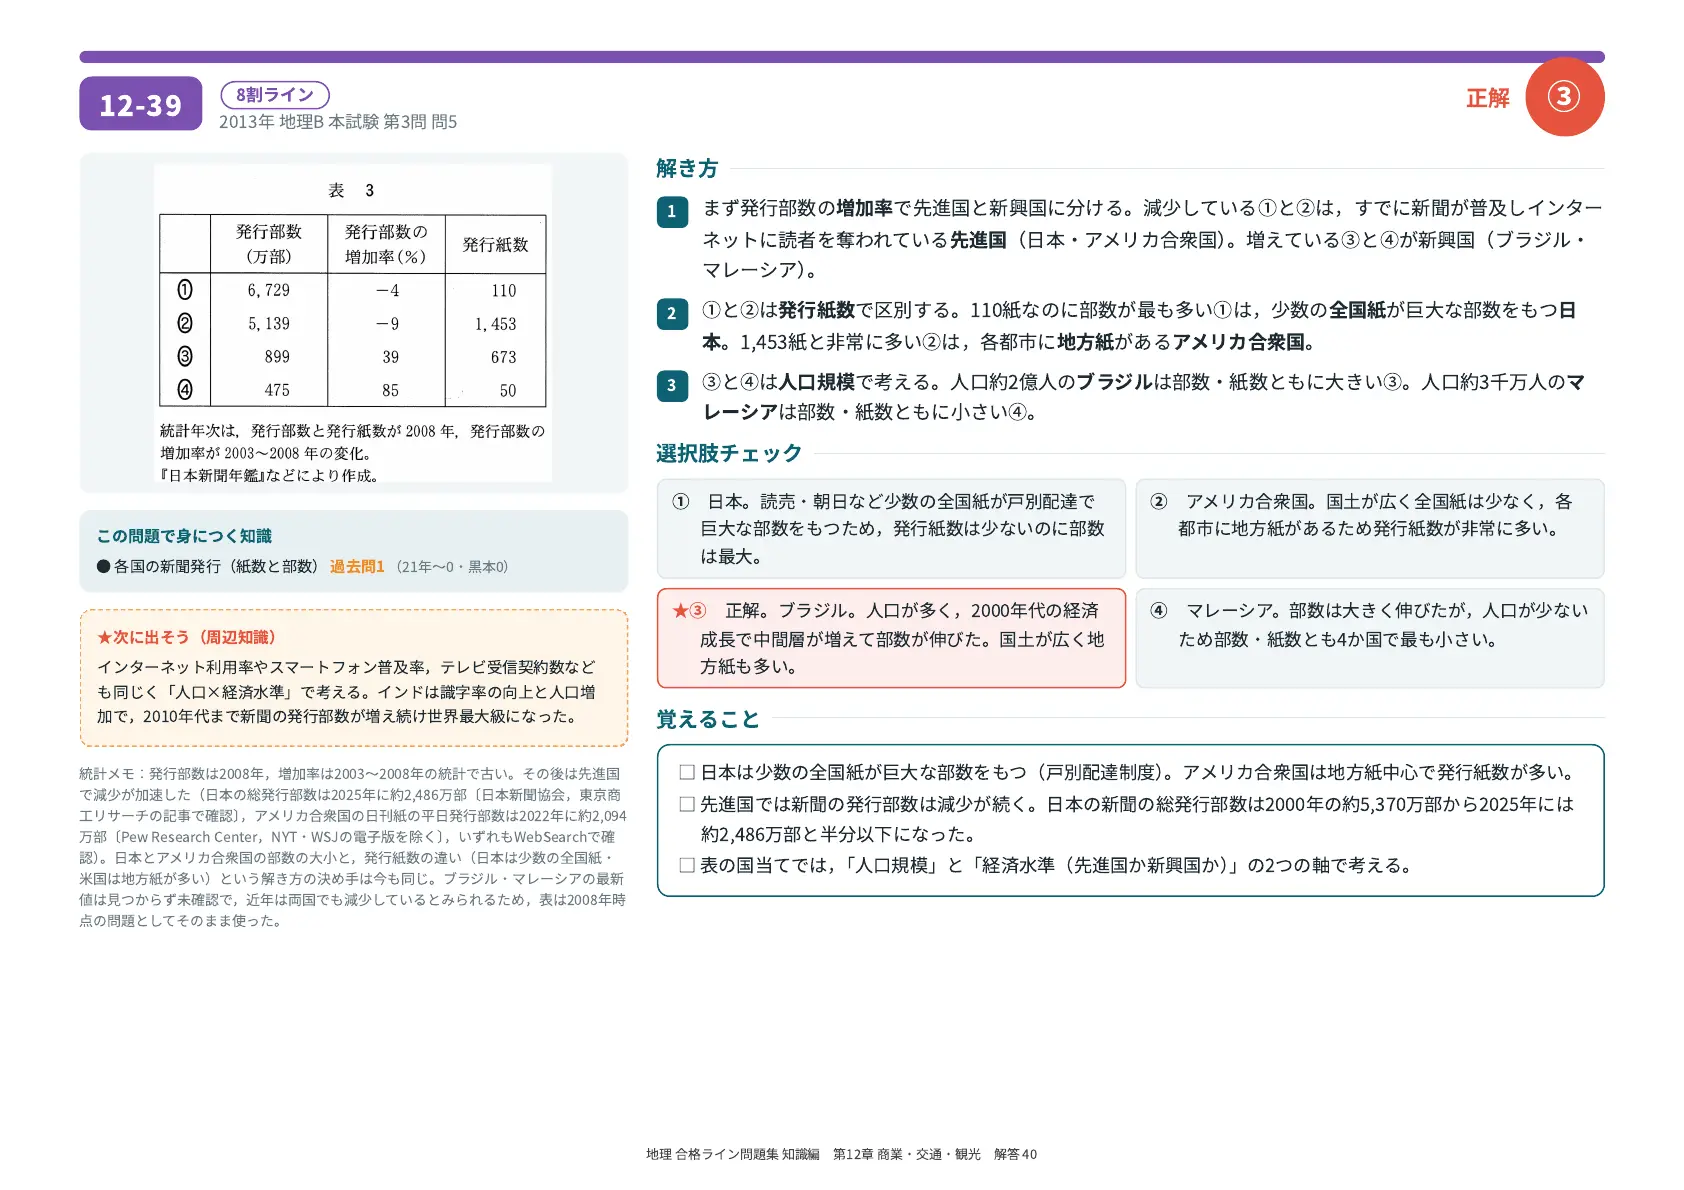 12-39
8割ライン
2013年 地理B 本試験 第3問 問5
正解 ③
表 3
発行部数（万部） 発行部数の増加率（%） 発行紙数
① 6,729 －4 110
② 5,139 －9 1,453
③ 899 39 673
④ 475 85 50
統計年次は，発行部数と発行紙数が 2008 年，発行部数の
増加率が 2003～2008 年の変化。
『日本新聞年鑑』などにより作成。
この問題で身につく知識
●各国の新聞発行（紙数と部数） 過去問1 （21年～0・黒本0）
★次に出そう（周辺知識）
インターネット利用率やスマートフォン普及率，テレビ受信契約数など
も同じく「人口×経済水準」で考える。インドは識字率の向上と人口増
加で，2010年代まで新聞の発行部数が増え続け世界最大級になった。
統計メモ：発行部数は2008年，増加率は2003～2008年の統計で古い。その後は先進国
で減少が加速した（日本の総発行部数は2025年に約2,486万部〔日本新聞協会，東京商
工リサーチの記事で確認〕，アメリカ合衆国の日刊紙の平日発行部数は2022年に約2,094
万部〔Pew Research Center，NYT・WSJの電子版を除く〕，いずれもWebSearchで確
認）。日本とアメリカ合衆国の部数の大小と，発行紙数の違い（日本は少数の全国紙・
米国は地方紙が多い）という解き方の決め手は今も同じ。ブラジル・マレーシアの最新
値は見つからず未確認で，近年は両国でも減少しているとみられるため，表は2008年時
点の問題としてそのまま使った。
解き方
1 まず発行部数の増加率で先進国と新興国に分ける。減少している①と②は，すでに新聞が普及しインター
ネットに読者を奪われている先進国（日本・アメリカ合衆国）。増えている③と④が新興国（ブラジル・
マレーシア）。
2 ①と②は発行紙数で区別する。110紙なのに部数が最も多い①は，少数の全国紙が巨大な部数をもつ日
本。1,453紙と非常に多い②は，各都市に地方紙があるアメリカ合衆国。
3 ③と④は人口規模で考える。人口約2億人のブラジルは部数・紙数ともに大きい③。人口約3千万人のマ
レーシアは部数・紙数ともに小さい④。
選択肢チェック
① 日本。読売・朝日など少数の全国紙が戸別配達で
巨大な部数をもつため，発行紙数は少ないのに部数
は最大。
② アメリカ合衆国。国土が広く全国紙は少なく，各
都市に地方紙があるため発行紙数が非常に多い。
★③ 正解。ブラジル。人口が多く，2000年代の経済
成長で中間層が増えて部数が伸びた。国土が広く地
方紙も多い。
④ マレーシア。部数は大きく伸びたが，人口が少ない
ため部数・紙数とも4か国で最も小さい。
覚えること
□ 日本は少数の全国紙が巨大な部数をもつ（戸別配達制度）。アメリカ合衆国は地方紙中心で発行紙数が多い。
□ 先進国では新聞の発行部数は減少が続く。日本の新聞の総発行部数は2000年の約5,370万部から2025年には
約2,486万部と半分以下になった。
□ 表の国当てでは，「人口規模」と「経済水準（先進国か新興国か）」の2つの軸で考える。
地理 合格ライン問題集 知識編 第12章 商業・交通・観光 解答 40